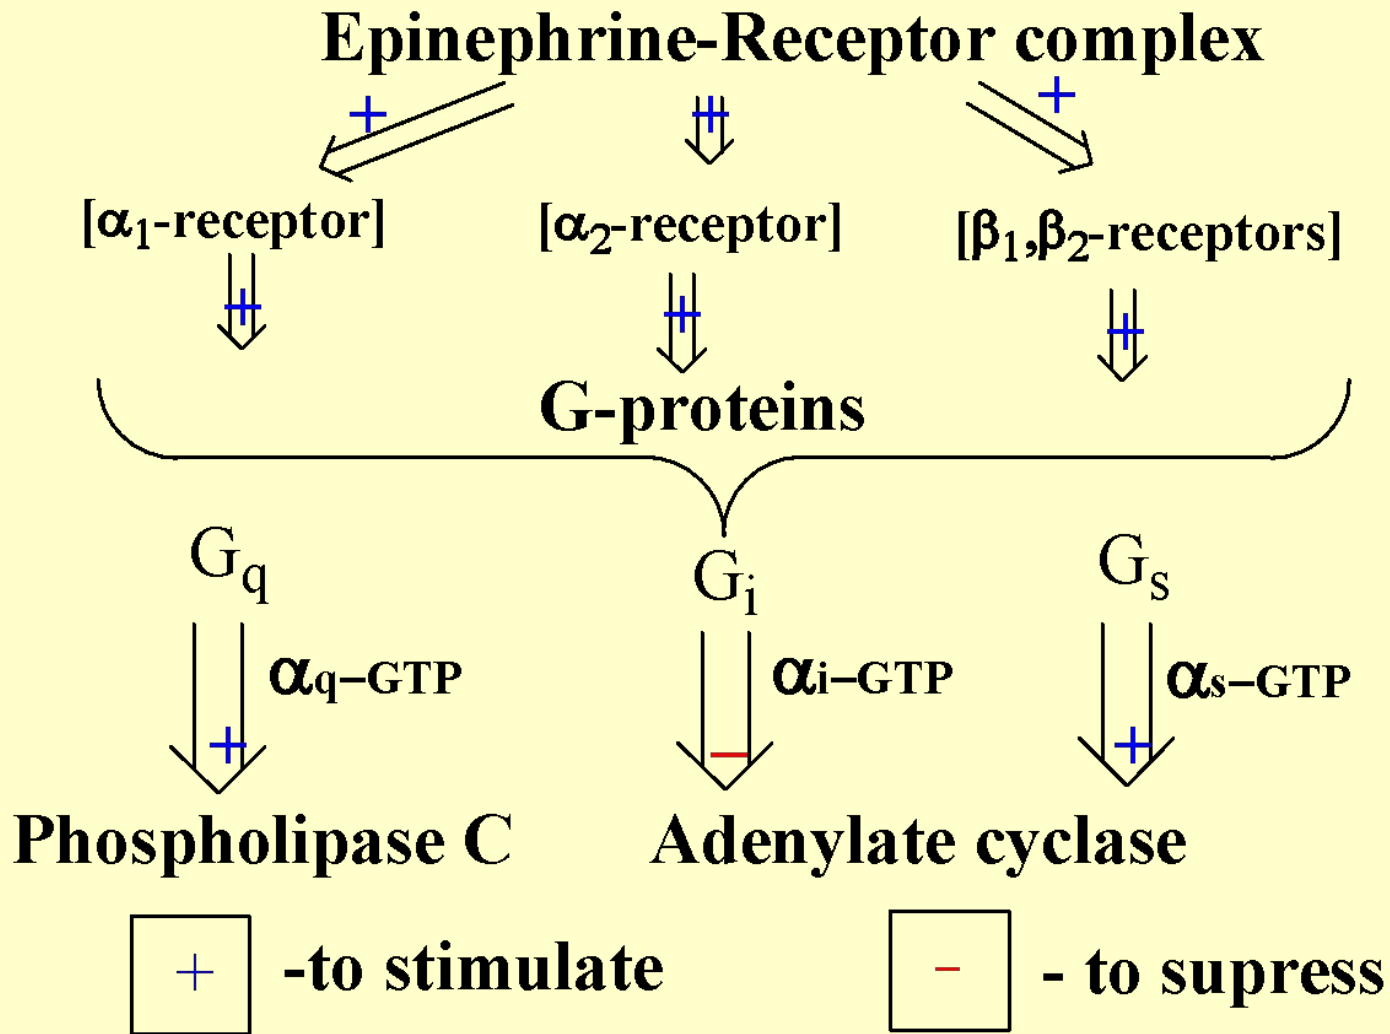 Epinephrine-Receptor complex
+ + +
[α₁-receptor] [α₂-receptor] [β₁,β₂-receptors]
+ + +
G-proteins
Gq Gi Gs
αq–GTP αi–GTP αs–GTP
+ – +
Phospholipase C Adenylate cyclase
+ -to stimulate - - to supress